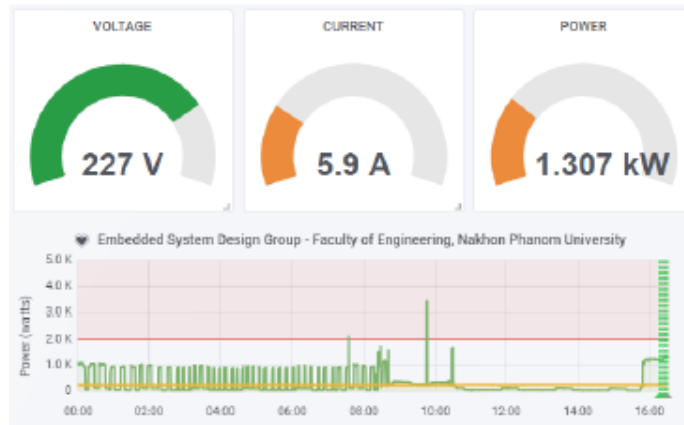 VOLTAGE CURRENT POWER
227 V 5.9 A 1.307 kW
Embedded System Design Group - Faculty of Engineering, Nakhon Phanom University
Power (watts)
5.0 K
4.0 K
3.0 K
2.0 K
1.0 K
0
00:00 02:00 04:00 06:00 08:00 10:00 12:00 14:00 16:00